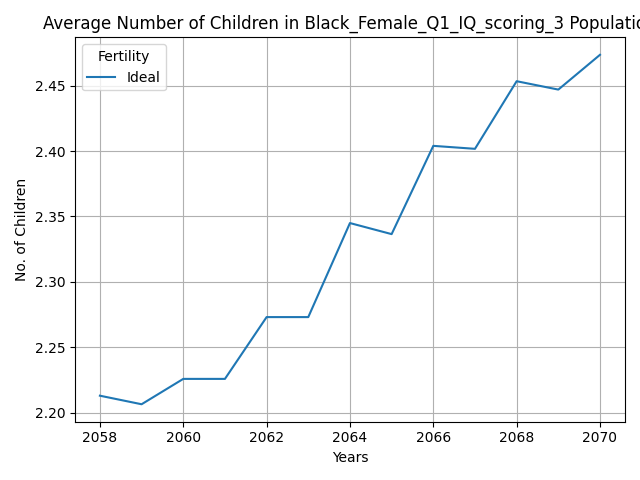 Average Number of Children in Black_Female_Q1_IQ_scoring_3 Populatio
Fertility
Ideal
No. of Children
2.45
2.40
2.35
2.30
2.25
2.20
2058 2060 2062 2064 2066 2068 2070
Years